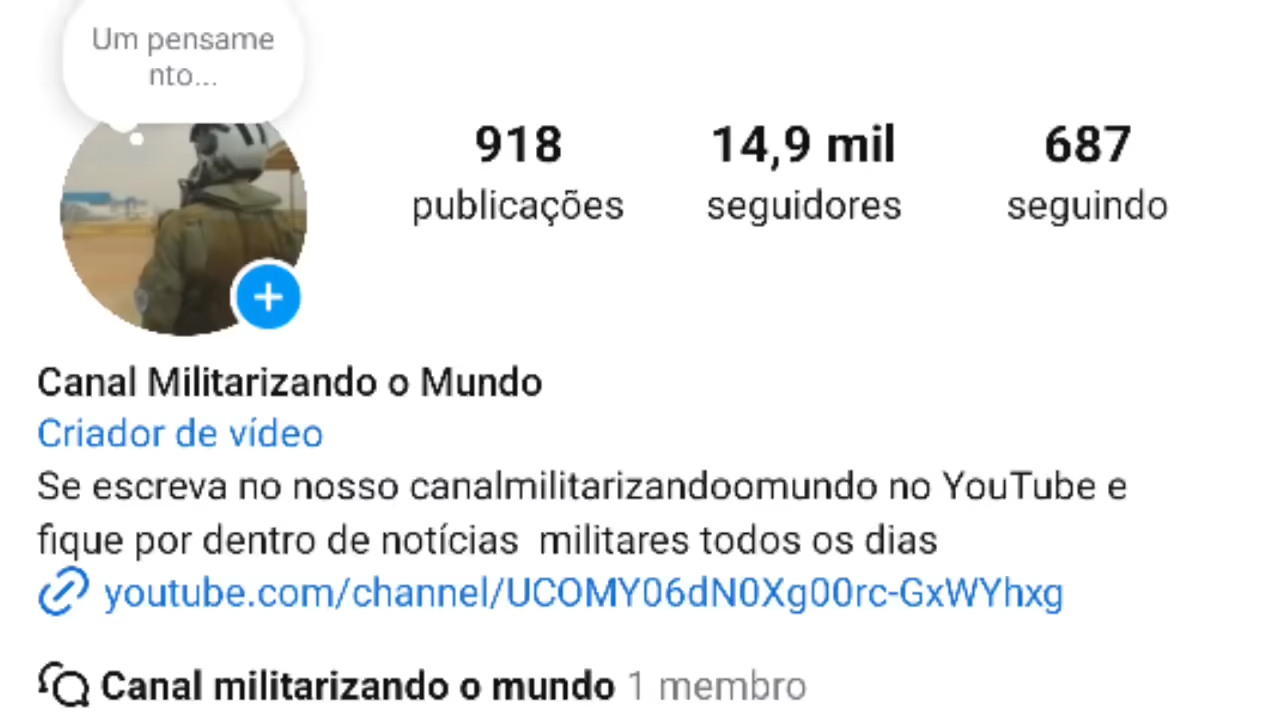 Um pensame
nto...
918
14,9 mil
687
publicações
seguidores
seguindo
Canal Militarizando o Mundo
Criador de vídeo
Se escreva no nosso canalmilitarizandoomundo no YouTube e
fique por dentro de notícias  militares todos os dias
youtube.com/channel/UCOMY06dN0Xg00rc-GxWYhxg
Canal militarizando o mundo 1 membro